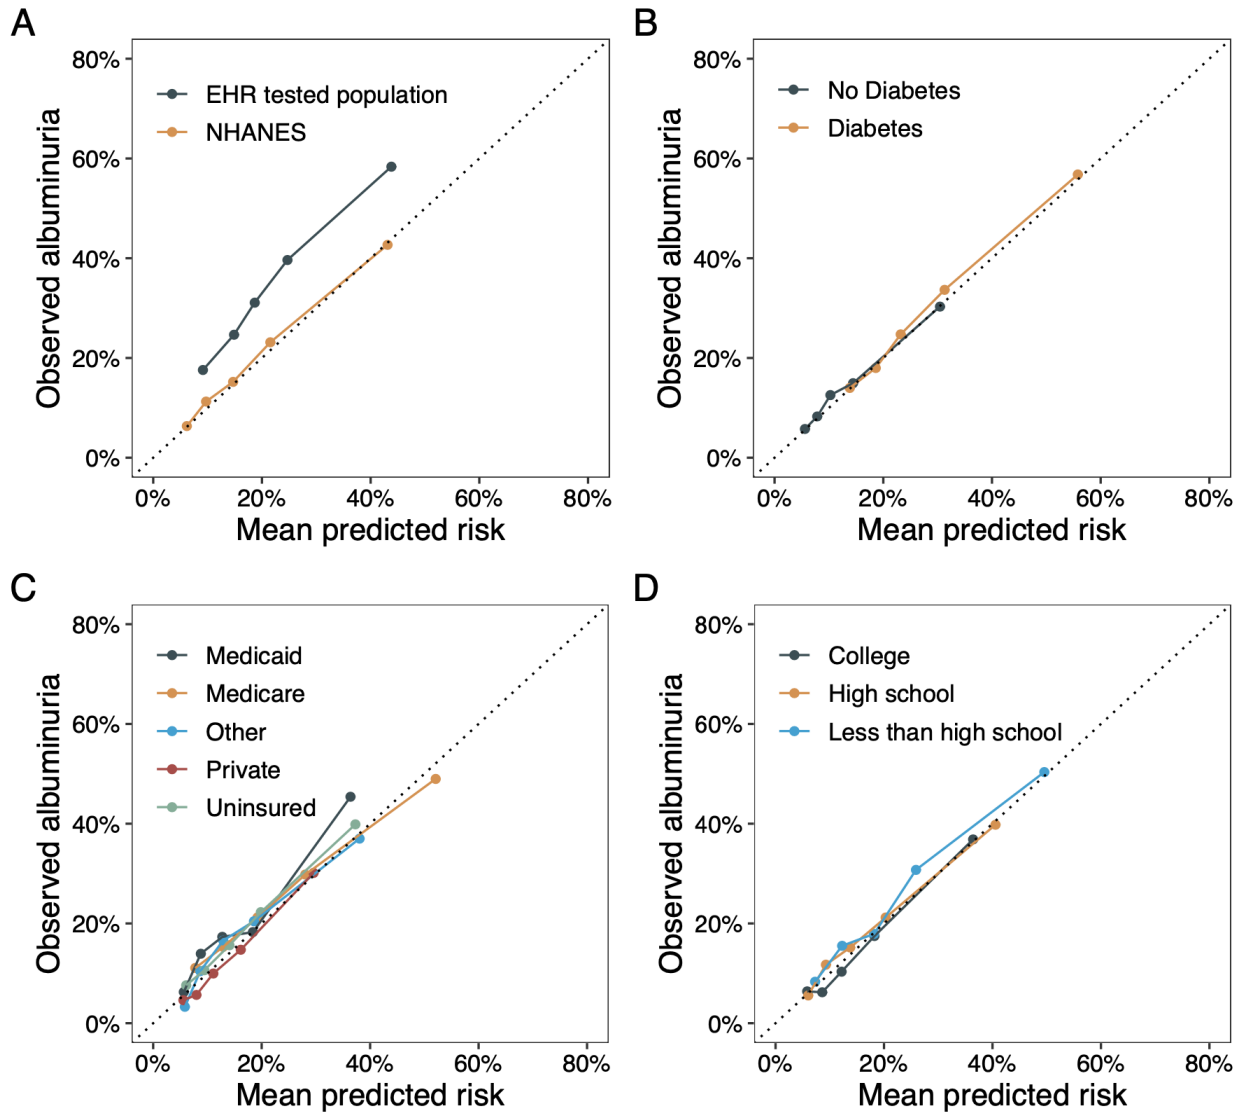 A
80%
60%
40%
20%
0%
Observed albuminuria
EHR tested population
NHANES
0% 20% 40% 60% 80%
Mean predicted risk
B
80%
60%
40%
20%
0%
Observed albuminuria
No Diabetes
Diabetes
0% 20% 40% 60% 80%
Mean predicted risk
C
80%
60%
40%
20%
0%
Observed albuminuria
Medicaid
Medicare
Other
Private
Uninsured
0% 20% 40% 60% 80%
Mean predicted risk
D
80%
60%
40%
20%
0%
Observed albuminuria
College
High school
Less than high school
0% 20% 40% 60% 80%
Mean predicted risk